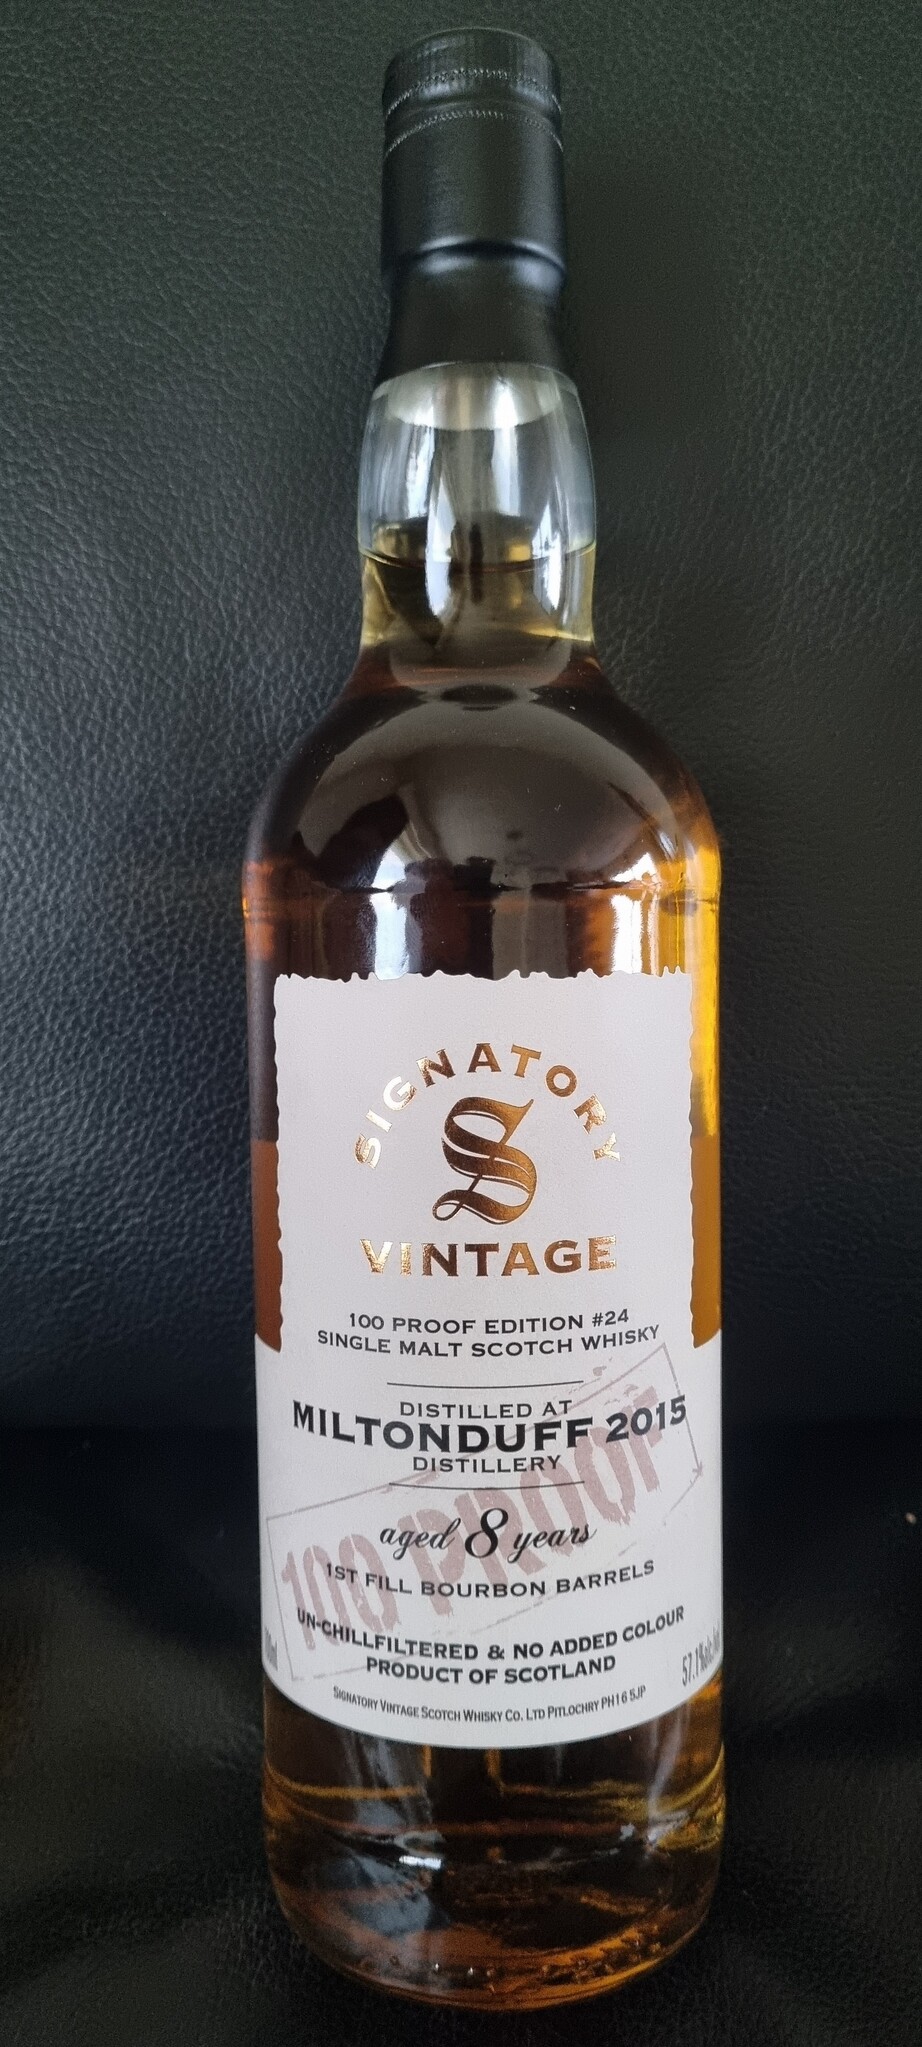 SIGNATORY
S
VINTAGE
100 PROOF EDITION #24
SINGLE MALT SCOTCH WHISKY
DISTILLED AT
MILTONDUFF 2015
DISTILLERY
100 PROOF
aged 8 years
1ST FILL BOURBON BARRELS
UN-CHILLFILTERED & NO ADDED COLOUR
PRODUCT OF SCOTLAND
57.1%alc
SIGNATORY VINTAGE SCOTCH WHISKY CO. LTD PITLOCHRY PH16 5JP